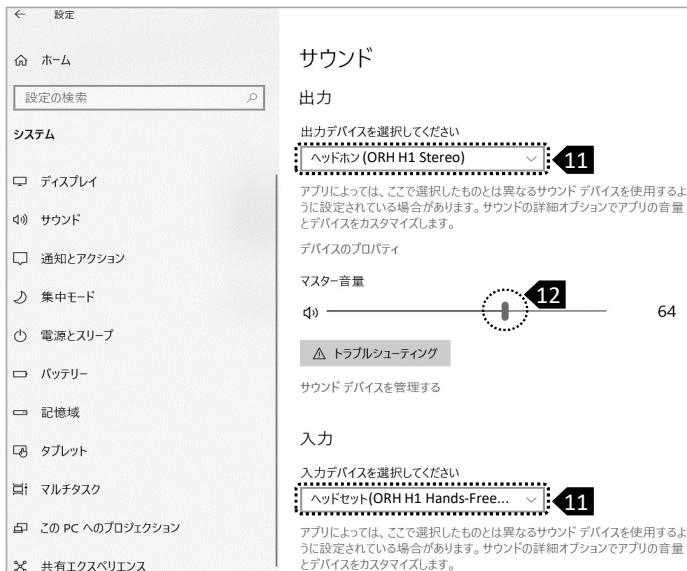 ← 設定
ホーム
設定の検索
システム
ディスプレイ
サウンド
通知とアクション
集中モード
電源とスリープ
バッテリー
記憶域
タブレット
マルチタスク
この PC へのプロジェクション
共有エクスペリエンス
サウンド
出力
出力デバイスを選択してください
ヘッドホン (ORH H1 Stereo)
11
アプリによっては、ここで選択したものとは異なるサウンド デバイスを使用するよ
うに設定されている場合があります。サウンドの詳細オプションでアプリの音量
とデバイスをカスタマイズします。
デバイスのプロパティ
マスター音量
12
64
トラブルシューティング
サウンド デバイスを管理する
入力
入力デバイスを選択してください
ヘッドセット(ORH H1 Hands-Free...
11
アプリによっては、ここで選択したものとは異なるサウンド デバイスを使用するよ
うに設定されている場合があります。サウンドの詳細オプションでアプリの音量
とデバイスをカスタマイズします。